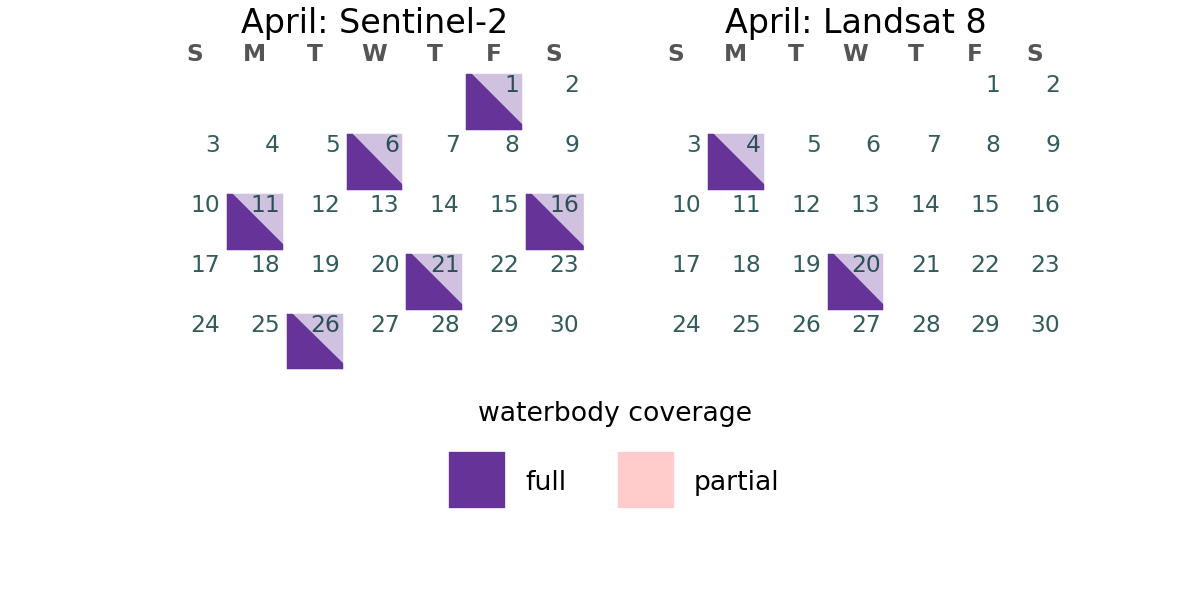 April: Sentinel-2
S M T W T F S
1 2
3 4 5 6 7 8 9
10 11 12 13 14 15 16
17 18 19 20 21 22 23
24 25 26 27 28 29 30
April: Landsat 8
S M T W T F S
1 2
3 4 5 6 7 8 9
10 11 12 13 14 15 16
17 18 19 20 21 22 23
24 25 26 27 28 29 30
waterbody coverage
full
partial